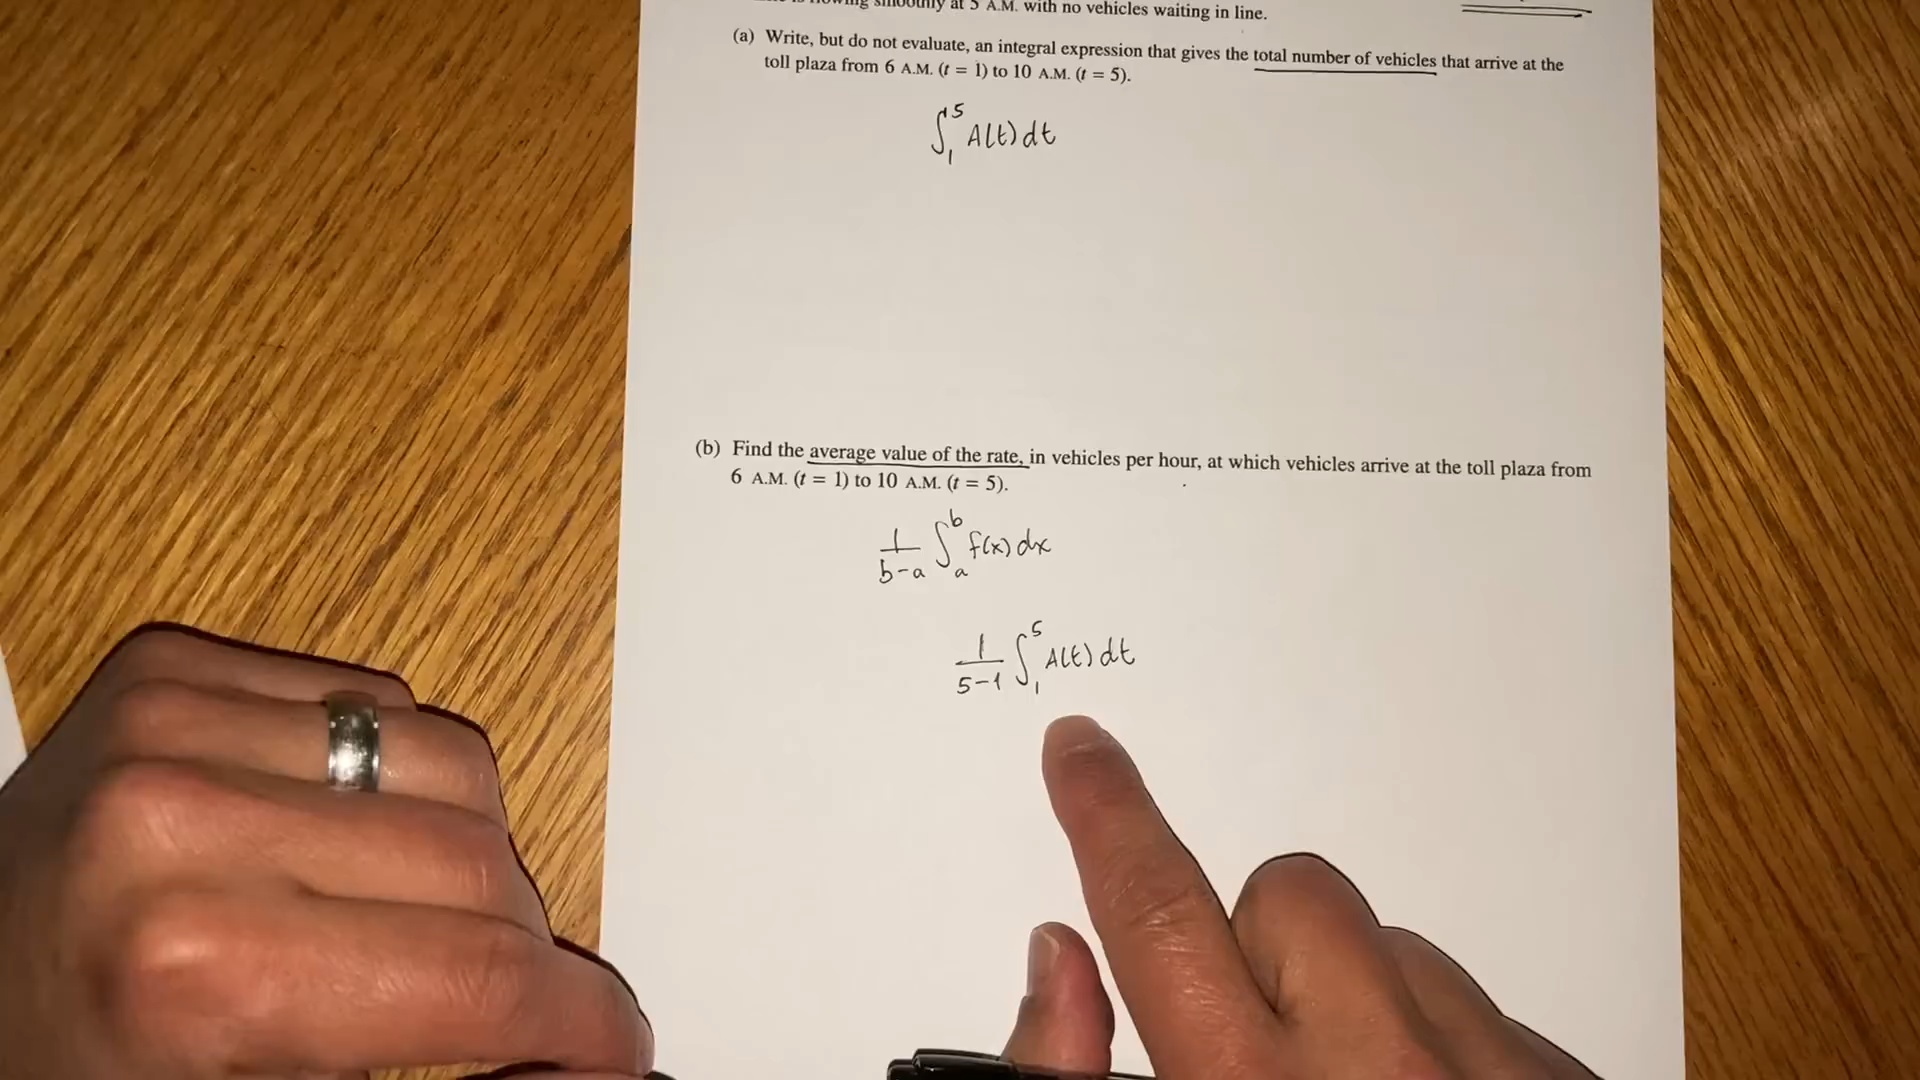 smoothly at 5 A.M. with no vehicles waiting in line.
(a) Write, but do not evaluate, an integral expression that gives the total number of vehicles that arrive at the
toll plaza from 6 A.M. (t = 1) to 10 A.M. (t = 5).
∫₁⁵ A(t) dt
(b) Find the average value of the rate, in vehicles per hour, at which vehicles arrive at the toll plaza from
6 A.M. (t = 1) to 10 A.M. (t = 5).
1/(b-a) ∫ₐᵇ f(x) dx
1/(5-1) ∫₁⁵ A(t) dt